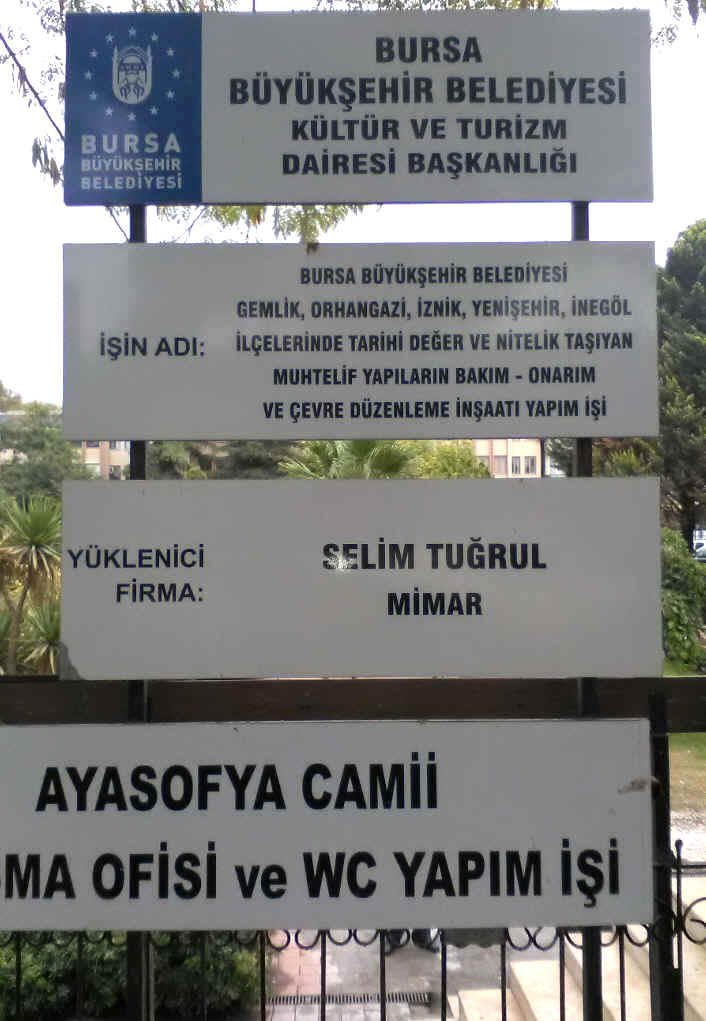 BURSA
BÜYÜKŞEHİR
BELEDİYESİ
BURSA
BÜYÜKŞEHİR BELEDİYESİ
KÜLTÜR VE TURİZM
DAİRESİ BAŞKANLIĞI
İŞİN ADI:
BURSA BÜYÜKŞEHİR BELEDİYESİ
GEMLİK, ORHANGAZİ, İZNİK, YENİŞEHİR, İNEGÖL
İLÇELERİNDE TARİHİ DEĞER VE NİTELİK TAŞIYAN
MUHTELİF YAPILARIN BAKIM - ONARIM
VE ÇEVRE DÜZENLEME İNŞAATI YAPIM İŞİ
YÜKLENİCİ
FİRMA:
SELİM TUĞRUL
MİMAR
AYASOFYA CAMİİ
OFİSİ ve WC YAPIM İŞİ